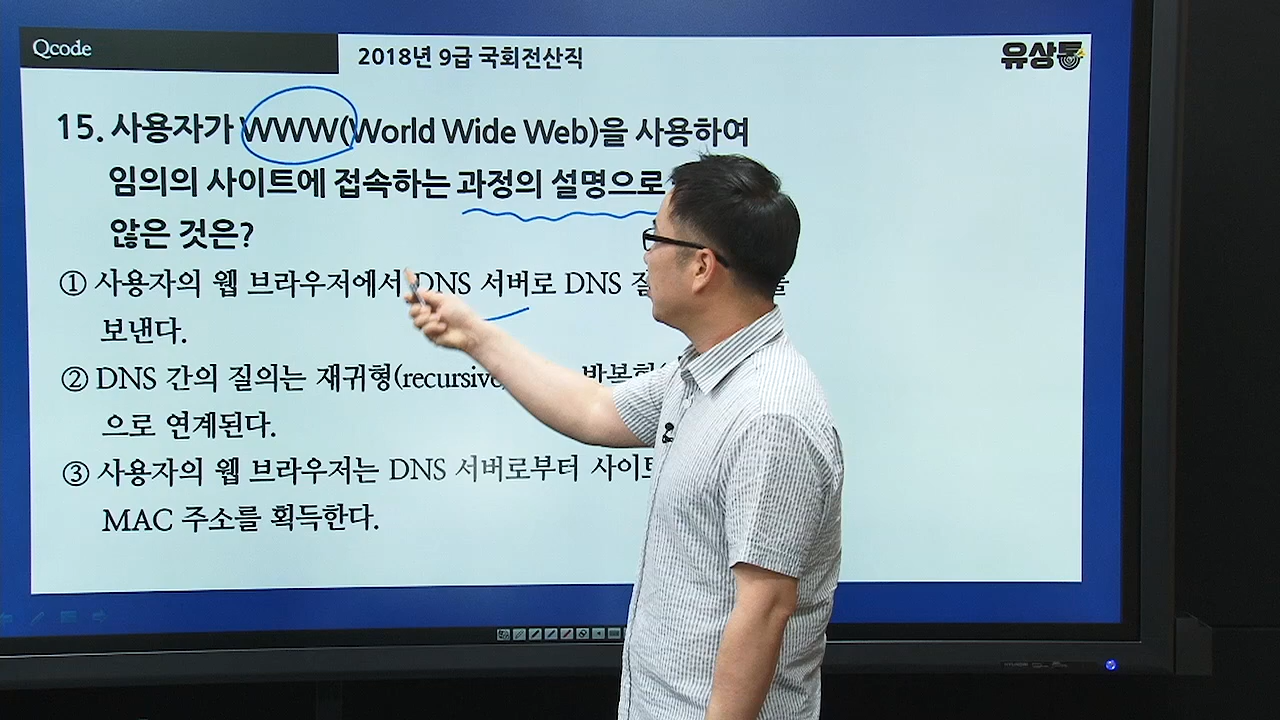 Qcode
2018년 9급 국회전산직
유상통
15. 사용자가 WWW(World Wide Web)을 사용하여
임의의 사이트에 접속하는 과정의 설명으로
않은 것은?
① 사용자의 웹 브라우저에서 DNS 서버로 DNS
보낸다.
② DNS 간의 질의는 재귀형(recursive
으로 연계된다.
③ 사용자의 웹 브라우저는 DNS 서버로부터
MAC 주소를 획득한다.